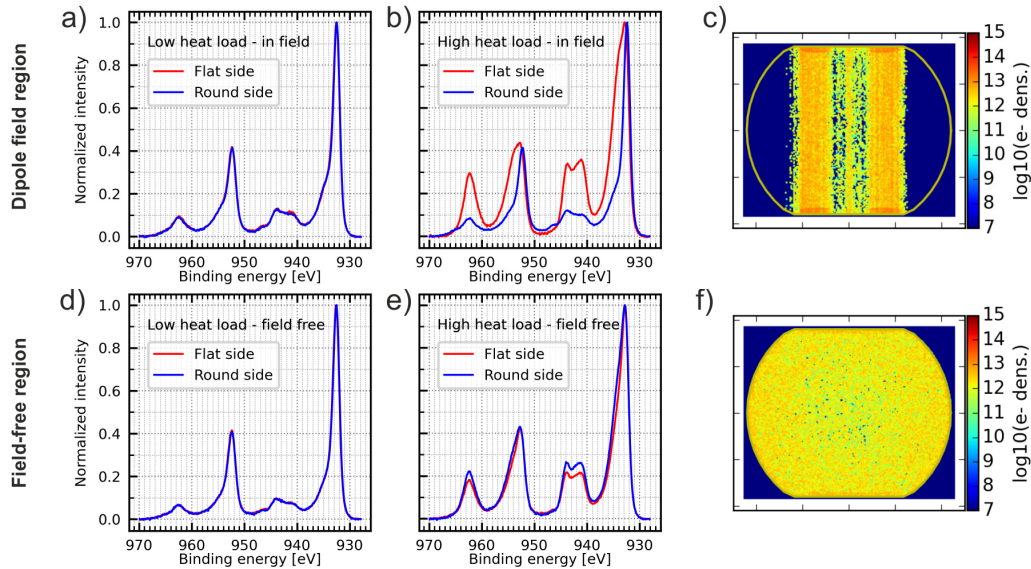 Dipole field region
a)
Normalized intensity
1.0
0.8
0.6
0.4
0.2
0.0
Low heat load - in field
Flat side
Round side
970 960 950 940 930
Binding energy [eV]
b)
High heat load - in field
Flat side
Round side
970 960 950 940 930
Binding energy [eV]
c)
15
14
13
12
11
10
9
8
7
log10(e- dens.)
Field-free region
d)
Normalized intensity
1.0
0.8
0.6
0.4
0.2
0.0
Low heat load - field free
Flat side
Round side
970 960 950 940 930
Binding energy [eV]
e)
High heat load - field free
Flat side
Round side
970 960 950 940 930
Binding energy [eV]
f)
15
14
13
12
11
10
9
8
7
log10(e- dens.)